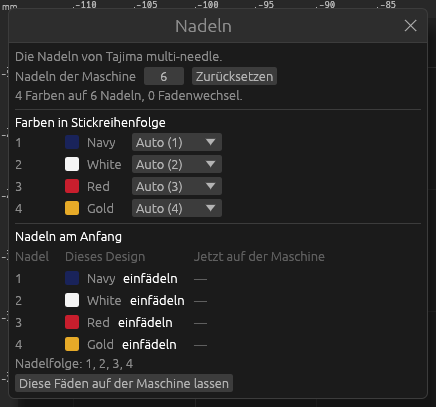 mm -110 -105 -100 -95 -90 -85
Nadeln
Die Nadeln von Tajima multi-needle.
Nadeln der Maschine 6 Zurücksetzen
4 Farben auf 6 Nadeln, 0 Fadenwechsel.
Farben in Stickreihenfolge
1 Navy Auto (1)
2 White Auto (2)
3 Red Auto (3)
4 Gold Auto (4)
Nadeln am Anfang
Nadel Dieses Design Jetzt auf der Maschine
1 Navy einfädeln —
2 White einfädeln —
3 Red einfädeln —
4 Gold einfädeln —
Nadelfolge: 1, 2, 3, 4
Diese Fäden auf der Maschine lassen